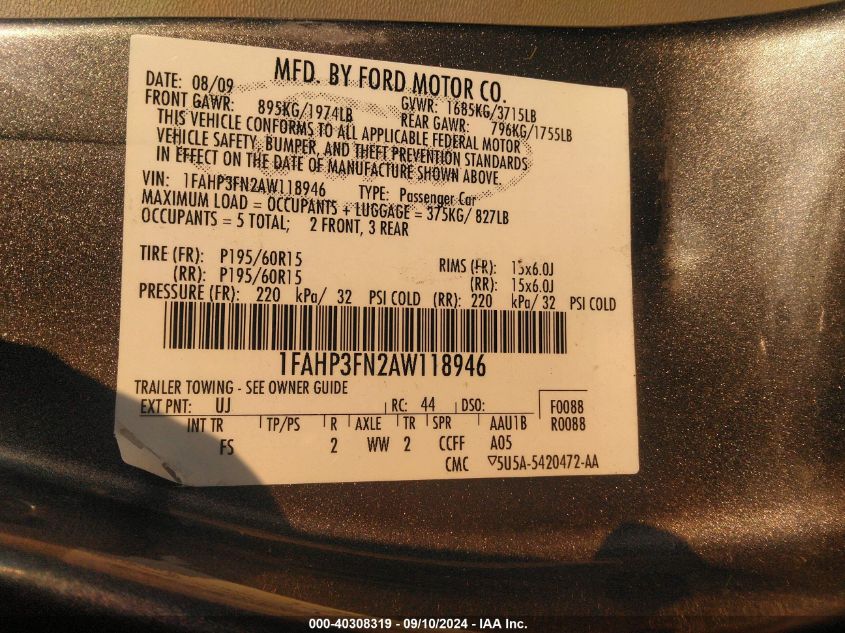 MFD. BY FORD MOTOR CO.
DATE: 08/09 GVWR: 1685KG/3715LB
FRONT GAWR: 895KG/1974LB REAR GAWR: 796KG/1755LB
THIS VEHICLE CONFORMS TO ALL APPLICABLE FEDERAL MOTOR
VEHICLE SAFETY, BUMPER, AND THEFT PREVENTION STANDARDS
IN EFFECT ON THE DATE OF MANUFACTURE SHOWN ABOVE.
VIN: 1FAHP3FN2AW118946 TYPE: Passenger Car
MAXIMUM LOAD = OCCUPANTS + LUGGAGE = 375KG/ 827LB
OCCUPANTS = 5 TOTAL; 2 FRONT, 3 REAR
TIRE (FR): P195/60R15 RIMS (FR): 15x6.0J
(RR): P195/60R15 (RR): 15x6.0J
PRESSURE (FR): 220 kPa/ 32 PSI COLD (RR): 220 kPa/ 32 PSI COLD
1FAHP3FN2AW118946
TRAILER TOWING - SEE OWNER GUIDE
EXT PNT: UJ RC: 44 DSO: F0088
INT TR TP/PS R AXLE TR SPR AAU1B R0088
FS 2 WW 2 CCFF A05
CMC ▽5U5A-5420472-AA
000-40308319 - 09/10/2024 - IAA Inc.